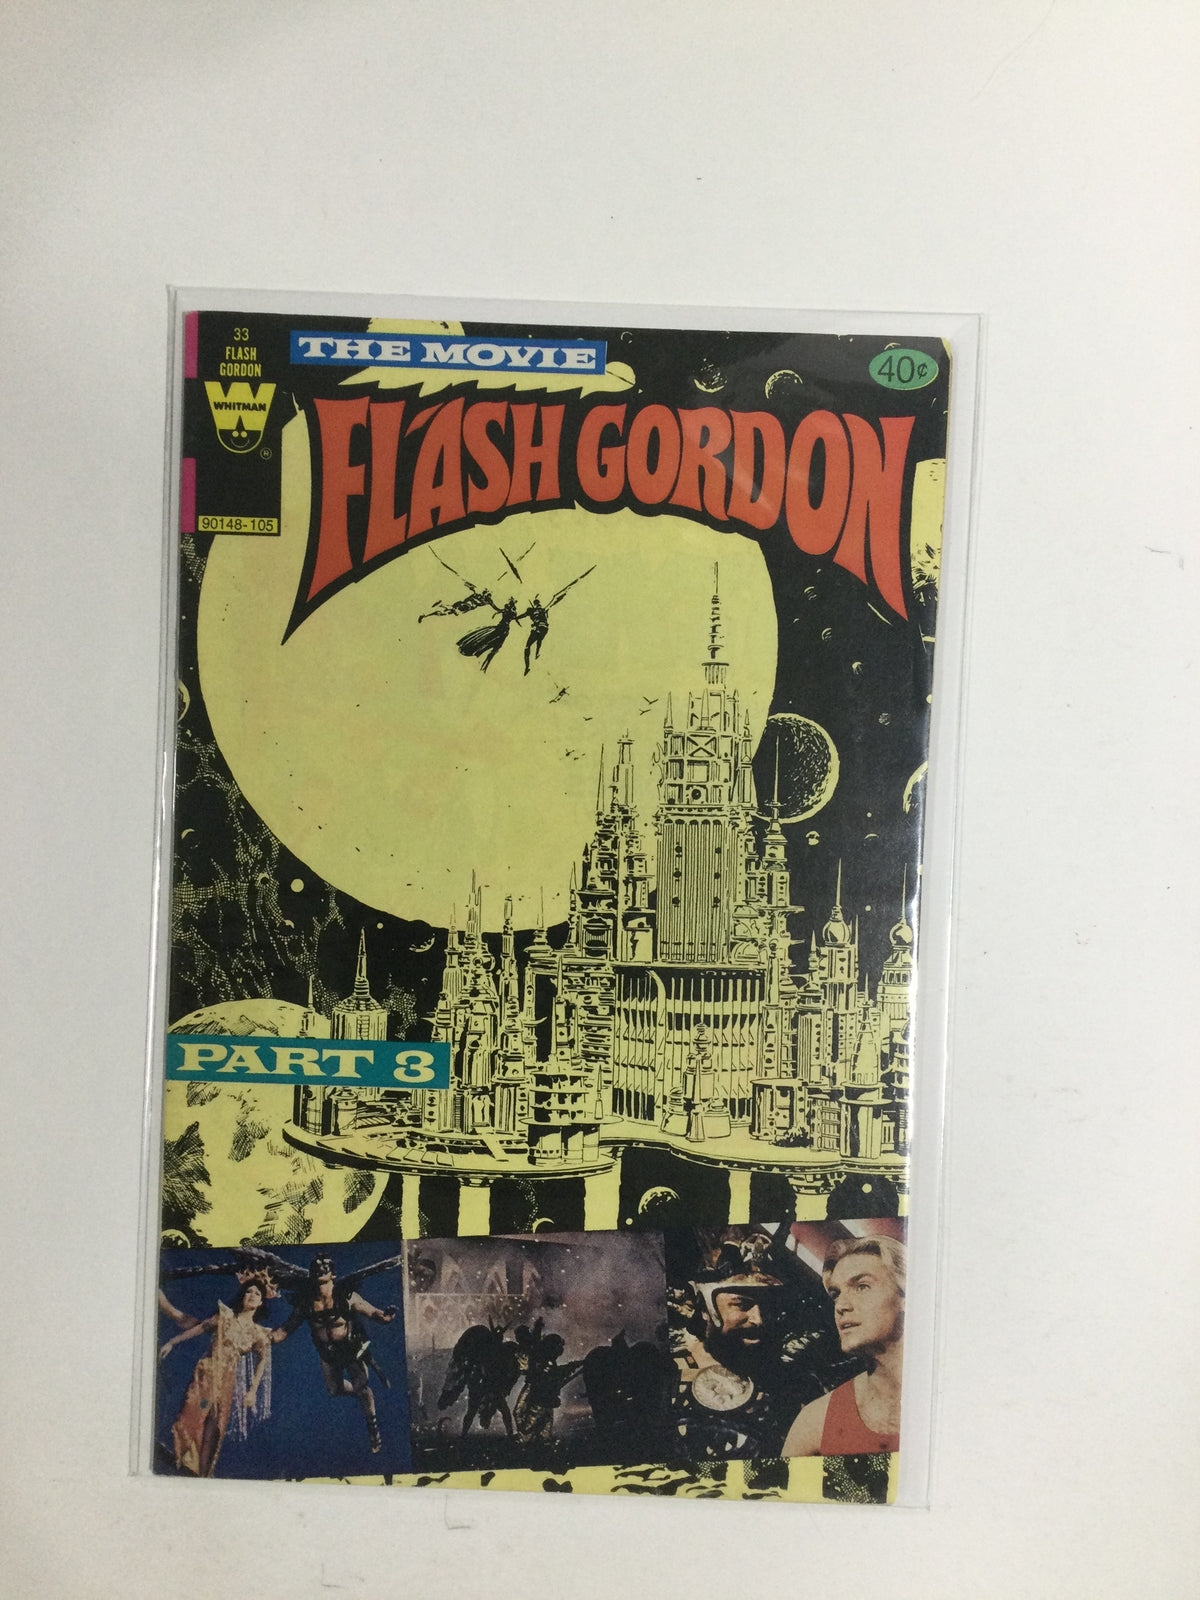 33
FLASH
GORDON
W
WHITMAN
®
90148-105
THE MOVIE
40¢
FLASH GORDON
PART 3